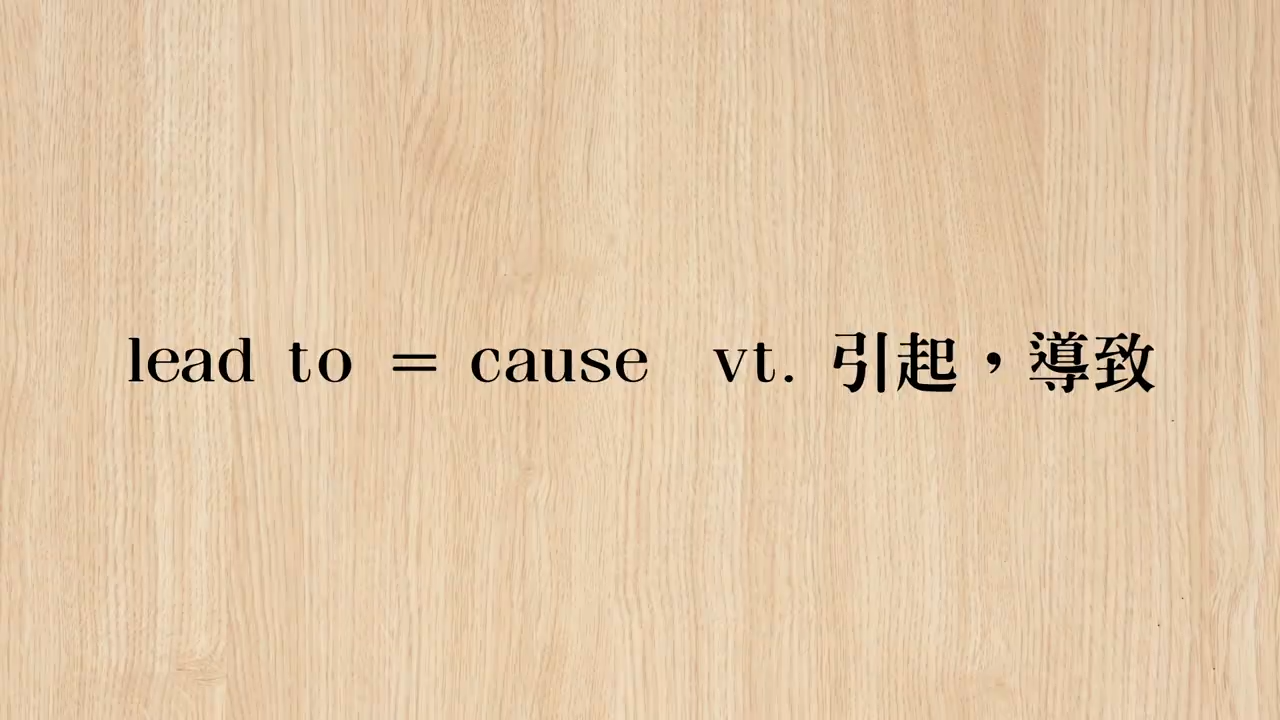 lead to = cause  vt. 引起，導致